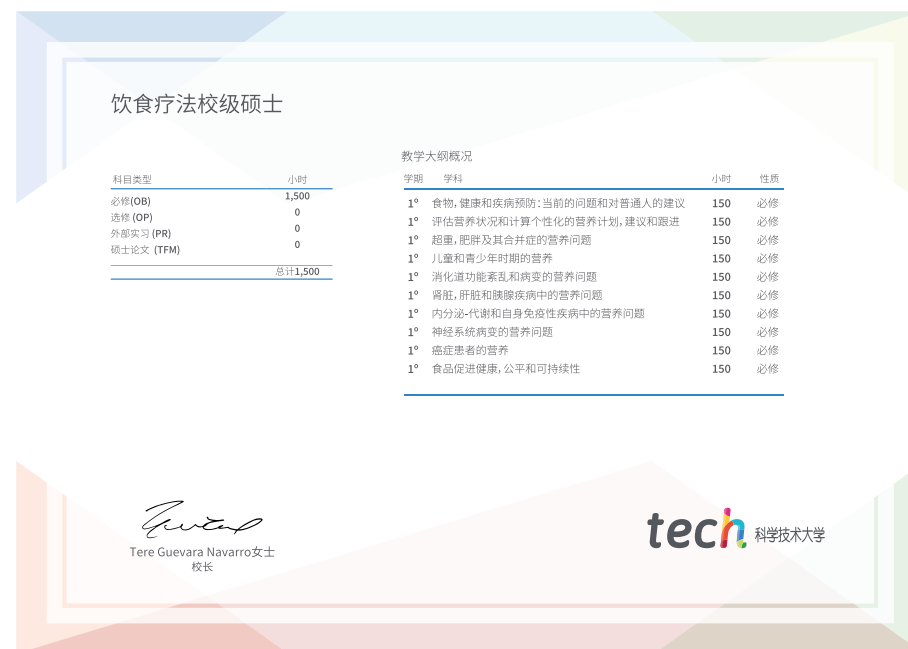 饮食疗法校级硕士
科目类型 小时
必修(OB) 1,500
选修 (OP) 0
外部实习 (PR) 0
硕士论文 (TFM) 0
总计1,500
教学大纲概况
学期 学科 小时 性质
1º 食物,健康和疾病预防:当前的问题和对普通人的建议 150 必修
1º 评估营养状况和计算个性化的营养计划,建议和跟进 150 必修
1º 超重,肥胖及其合并症的营养问题 150 必修
1º 儿童和青少年时期的营养 150 必修
1º 消化道功能紊乱和病变的营养问题 150 必修
1º 肾脏,肝脏和胰腺疾病中的营养问题 150 必修
1º 内分泌-代谢和自身免疫性疾病中的营养问题 150 必修
1º 神经系统病变的营养问题 150 必修
1º 癌症患者的营养 150 必修
1º 食品促进健康,公平和可持续性 150 必修
Tere Guevara Navarro女士
校长
tech 科学技术大学